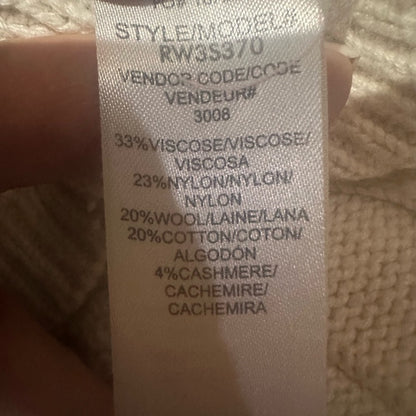 STYLE/MODEL#
RW3S370
VENDOR CODE/CODE
VENDEUR#
3008
33%VISCOSE/VISCOSE/
VISCOSA
23%NYLON/NYLON/
NYLON
20%WOOL/LAINE/LANA
20%COTTON/COTON/
ALGODÓN
4%CASHMERE/
CACHEMIRE/
CACHEMIRA